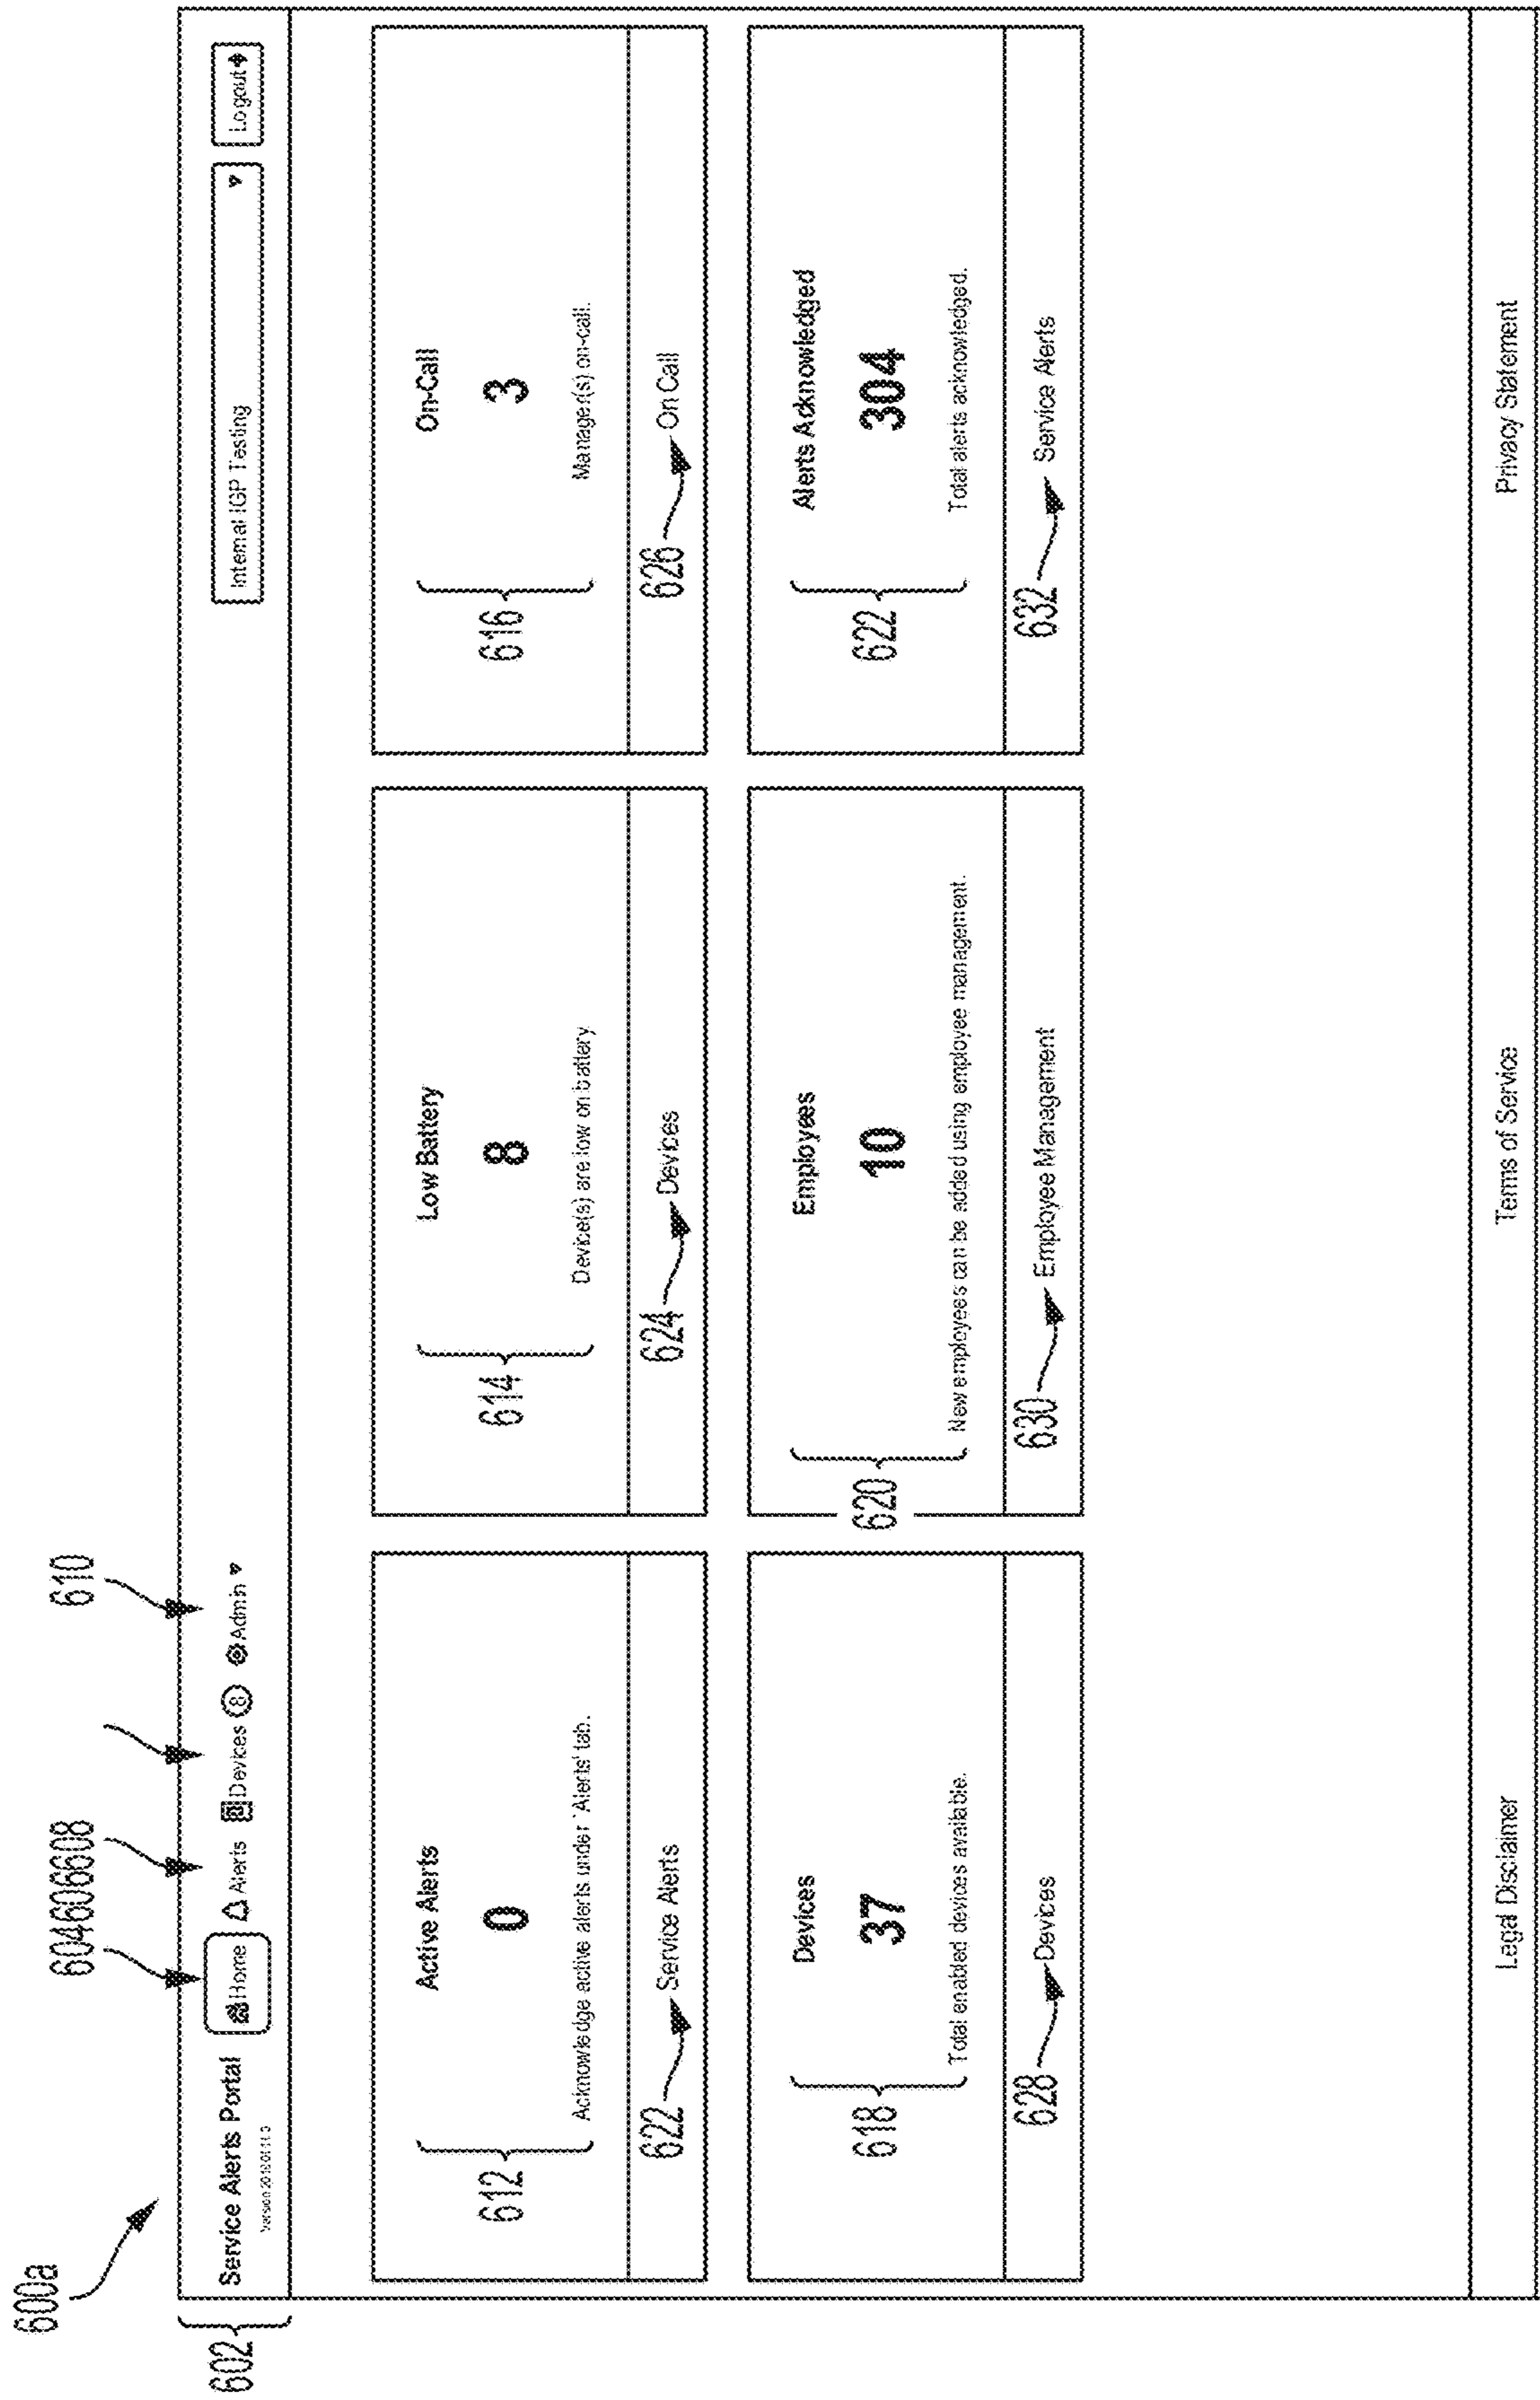 600a
604606608
610
602
Service Alerts Portal
Home
Alerts
Devices 8
Admin
Internal IGP Testing
Logout
612
Active Alerts
0
Acknowledge active alerts under 'Alerts' tab.
622
Service Alerts
614
Low Battery
8
Device(s) are low on battery
624
Devices
616
On-Call
3
Manager(s) on-call.
626
On Call
618
Devices
37
Total enabled devices available.
628
Devices
620
Employees
10
New employees can be added using employee management.
630
Employee Management
622
Alerts Acknowledged
304
Total alerts acknowledged.
632
Service Alerts
Legal Disclaimer
Terms of Service
Privacy Statement